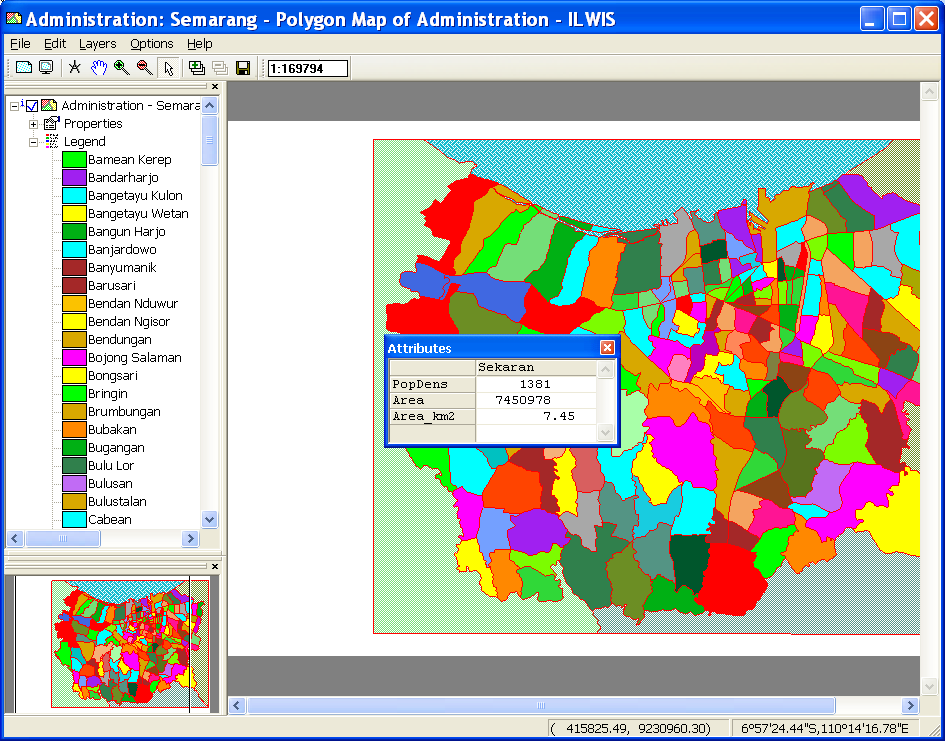 Administration: Semarang - Polygon Map of Administration - ILWIS
File Edit Layers Options Help
1:169794
1 Administration - Semara
Properties
Legend
Bamean Kerep
Bandarharjo
Bangetayu Kulon
Bangetayu Wetan
Bangun Harjo
Banjardowo
Banyumanik
Barusari
Bendan Nduwur
Bendan Ngisor
Bendungan
Bojong Salaman
Bongsari
Bringin
Brumbungan
Bubakan
Bugangan
Bulu Lor
Bulusan
Bulustalan
Cabean
Attributes
Sekaran
PopDens 1381
Area 7450978
Area_km2 7.45
( 415825.49, 9230960.30)
6°57'24.44"S,110°14'16.78"E